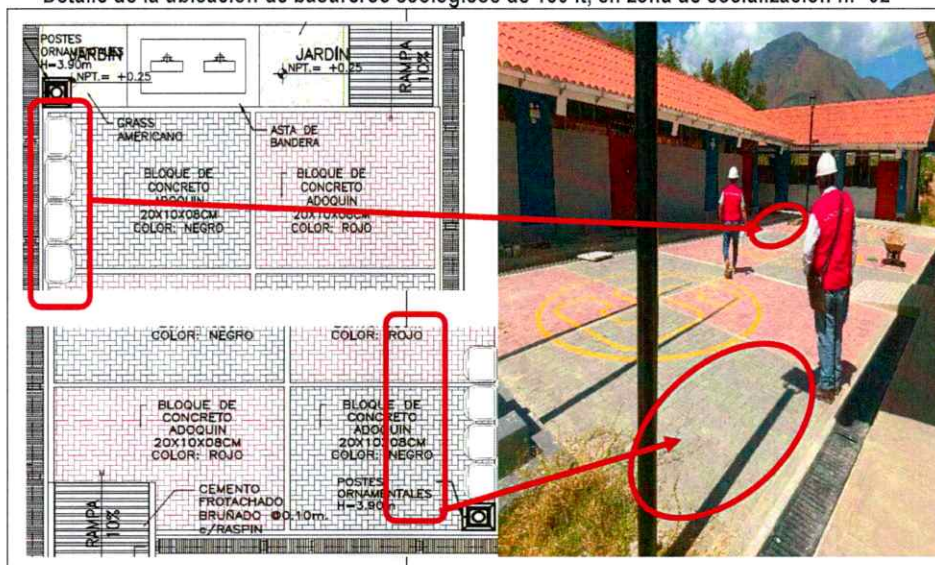 Detalle de la ubicación de basureros ecológicos de 100 lt, en zona de socialización n.° 02
POSTES
ORNAMENTALES
H=3.90m
JARDÍN
NPT.= +0.25
JARDÍN
NPT.= +0.25
RAMPA
10%
GRASS
AMERICANO
ASTA DE
BANDERA
BLOQUE DE
CONCRETO
ADOQUIN
20X10X08CM
COLOR: NEGRO
BLOQUE DE
CONCRETO
ADOQUIN
20X10X08CM
COLOR: ROJO
COLOR: NEGRO
COLOR: ROJO
BLOQUE DE
CONCRETO
ADOQUIN
20X10X08CM
COLOR: ROJO
BLOQUE DE
CONCRETO
ADOQUIN
20X10X08CM
COLOR: NEGRO
RAMPA
10%
CEMENTO
FROTACHADO
BRUÑADO @0.10m.
c/RASPIN
POSTES
ORNAMENTALES
H=3.90m